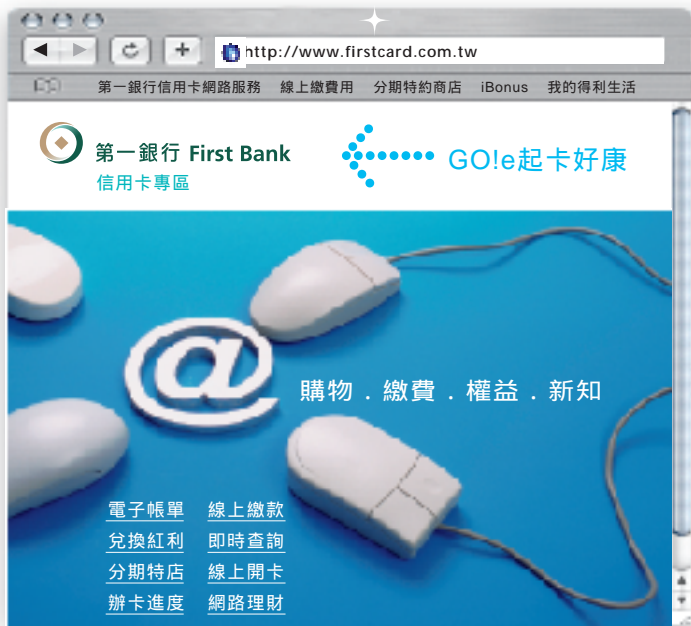 http://www.firstcard.com.tw
第一銀行信用卡網路服務 線上繳費用 分期特約商店 iBonus 我的得利生活
第一銀行 First Bank
信用卡專區
GO!e起卡好康
@
購物．繳費．權益．新知
電子帳單 線上繳款
兌換紅利 即時查詢
分期特店 線上開卡
辦卡進度 網路理財